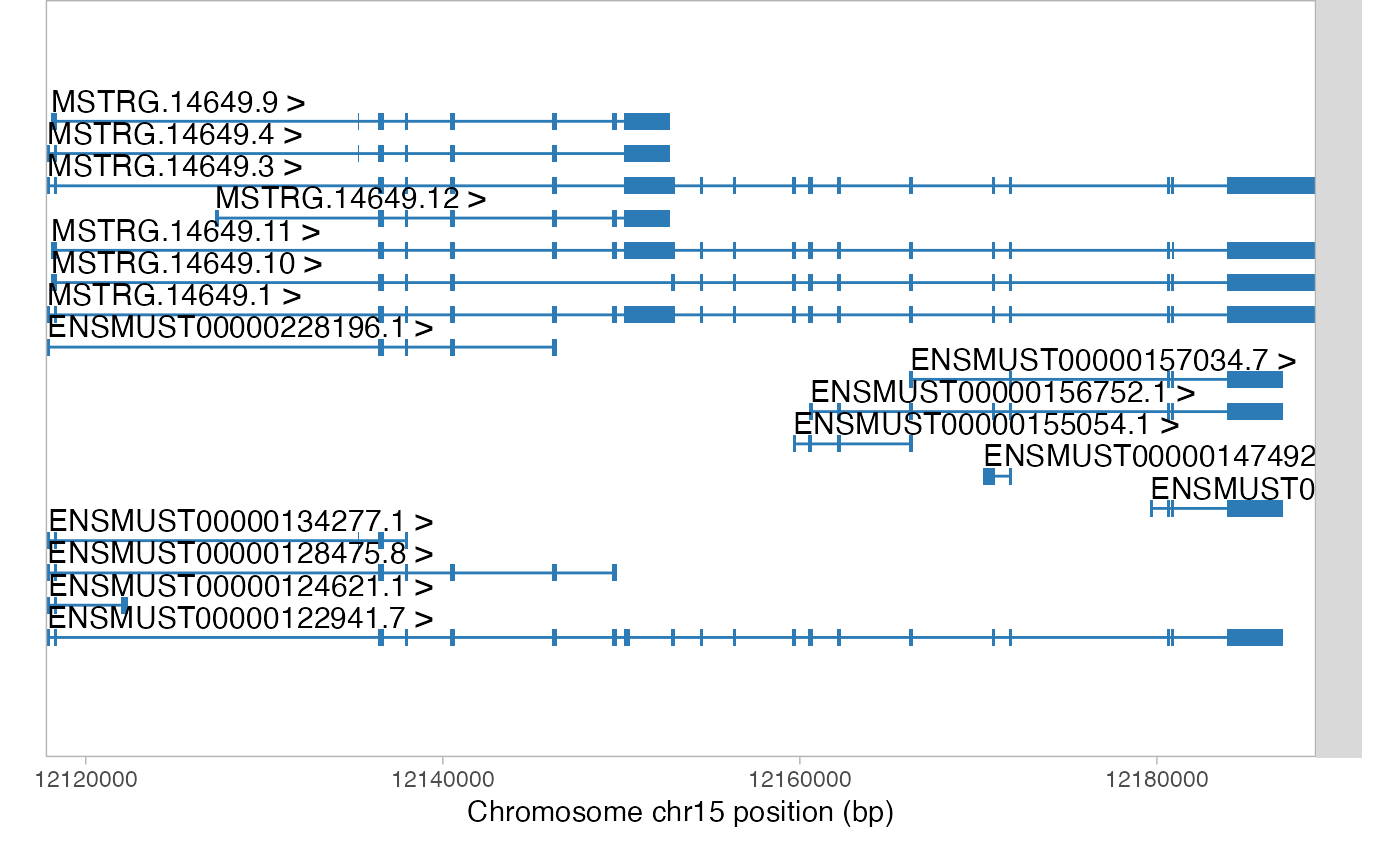 MSTRG.14649.9 >
MSTRG.14649.4 >
MSTRG.14649.3 >
MSTRG.14649.12 >
MSTRG.14649.11 >
MSTRG.14649.10 >
MSTRG.14649.1 >
ENSMUST00000228196.1 >
ENSMUST00000157034.7 >
ENSMUST00000156752.1 >
ENSMUST00000155054.1 >
ENSMUST00000147492
ENSMUST0
ENSMUST00000134277.1 >
ENSMUST00000128475.8 >
ENSMUST00000124621.1 >
ENSMUST00000122941.7 >
12120000 12140000 12160000 12180000
Chromosome chr15 position (bp)